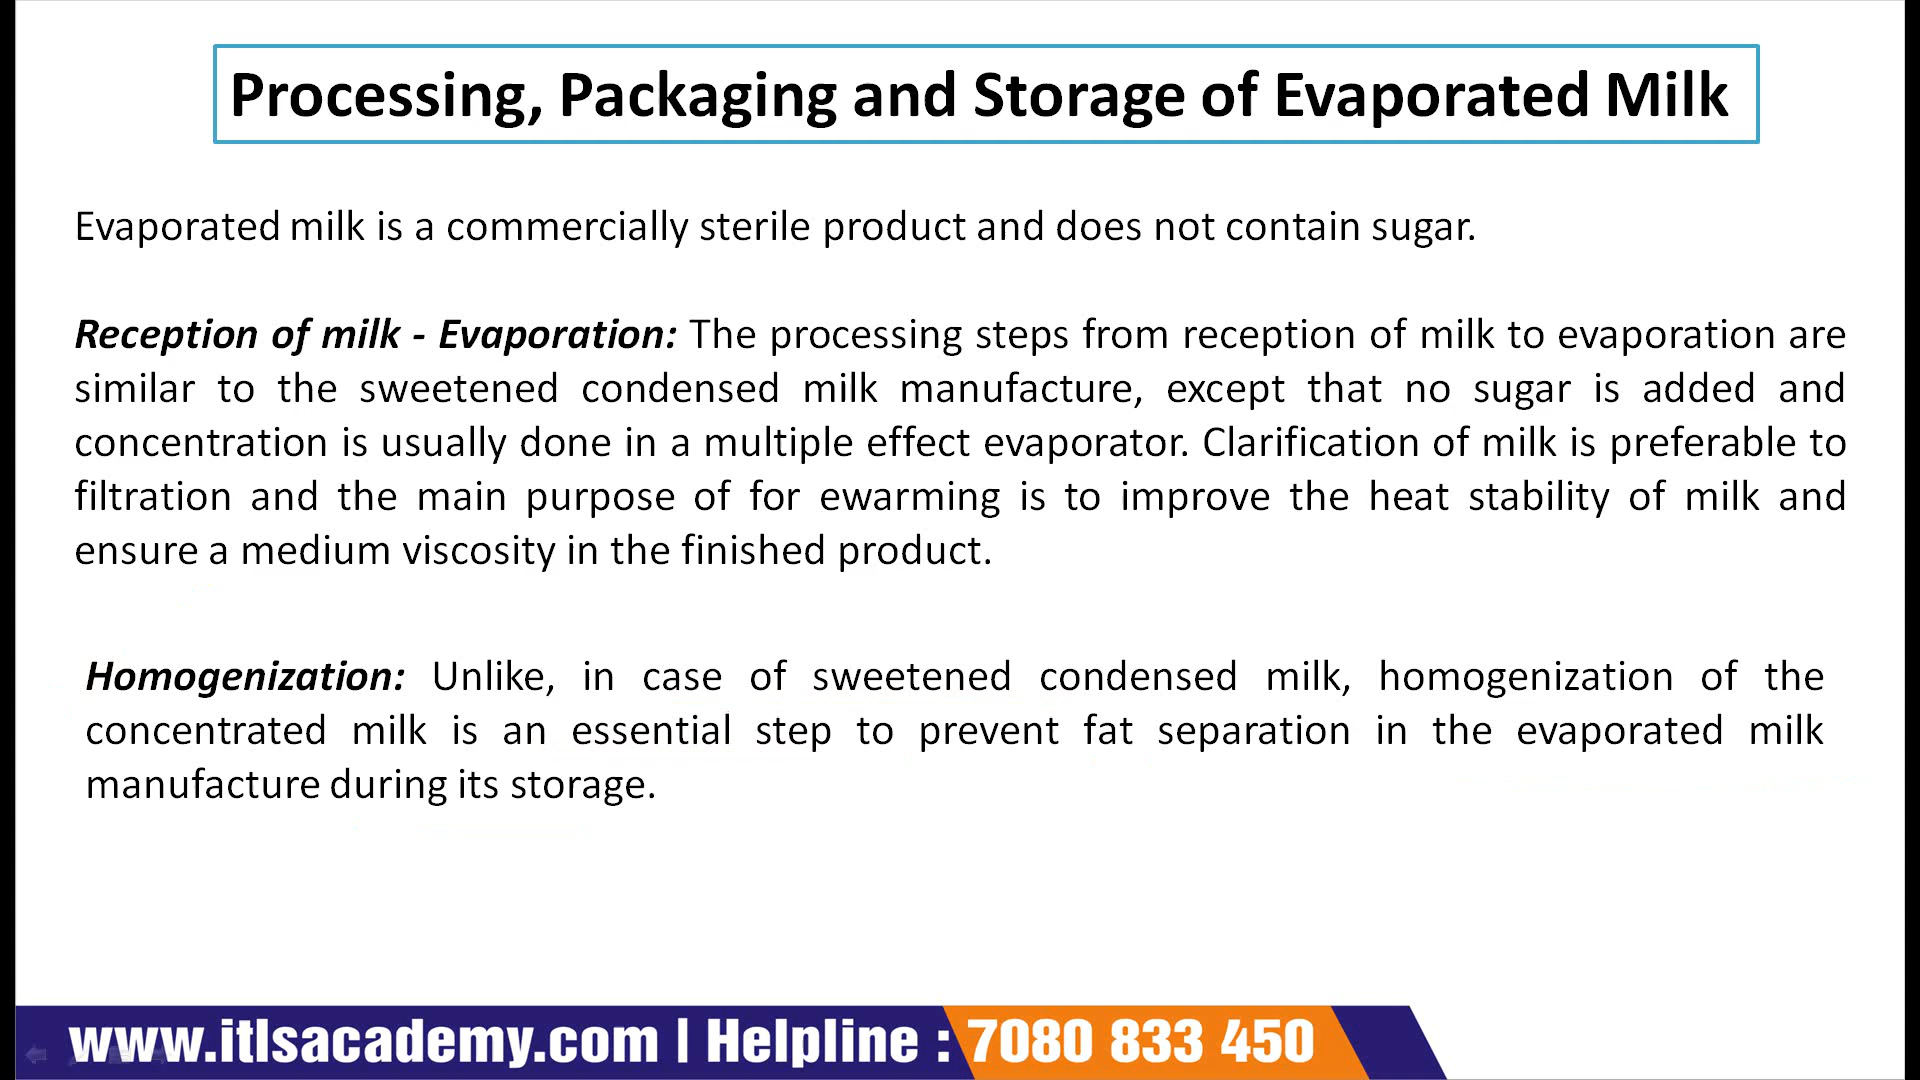 Processing, Packaging and Storage of Evaporated Milk
Evaporated milk is a commercially sterile product and does not contain sugar.
Reception of milk - Evaporation: The processing steps from reception of milk to evaporation are
similar to the sweetened condensed milk manufacture, except that no sugar is added and
concentration is usually done in a multiple effect evaporator. Clarification of milk is preferable to
filtration and the main purpose of for ewarming is to improve the heat stability of milk and
ensure a medium viscosity in the finished product.
Homogenization: Unlike, in case of sweetened condensed milk, homogenization of the
concentrated milk is an essential step to prevent fat separation in the evaporated milk
manufacture during its storage.
www.itlsacademy.com | Helpline : 7080 833 450